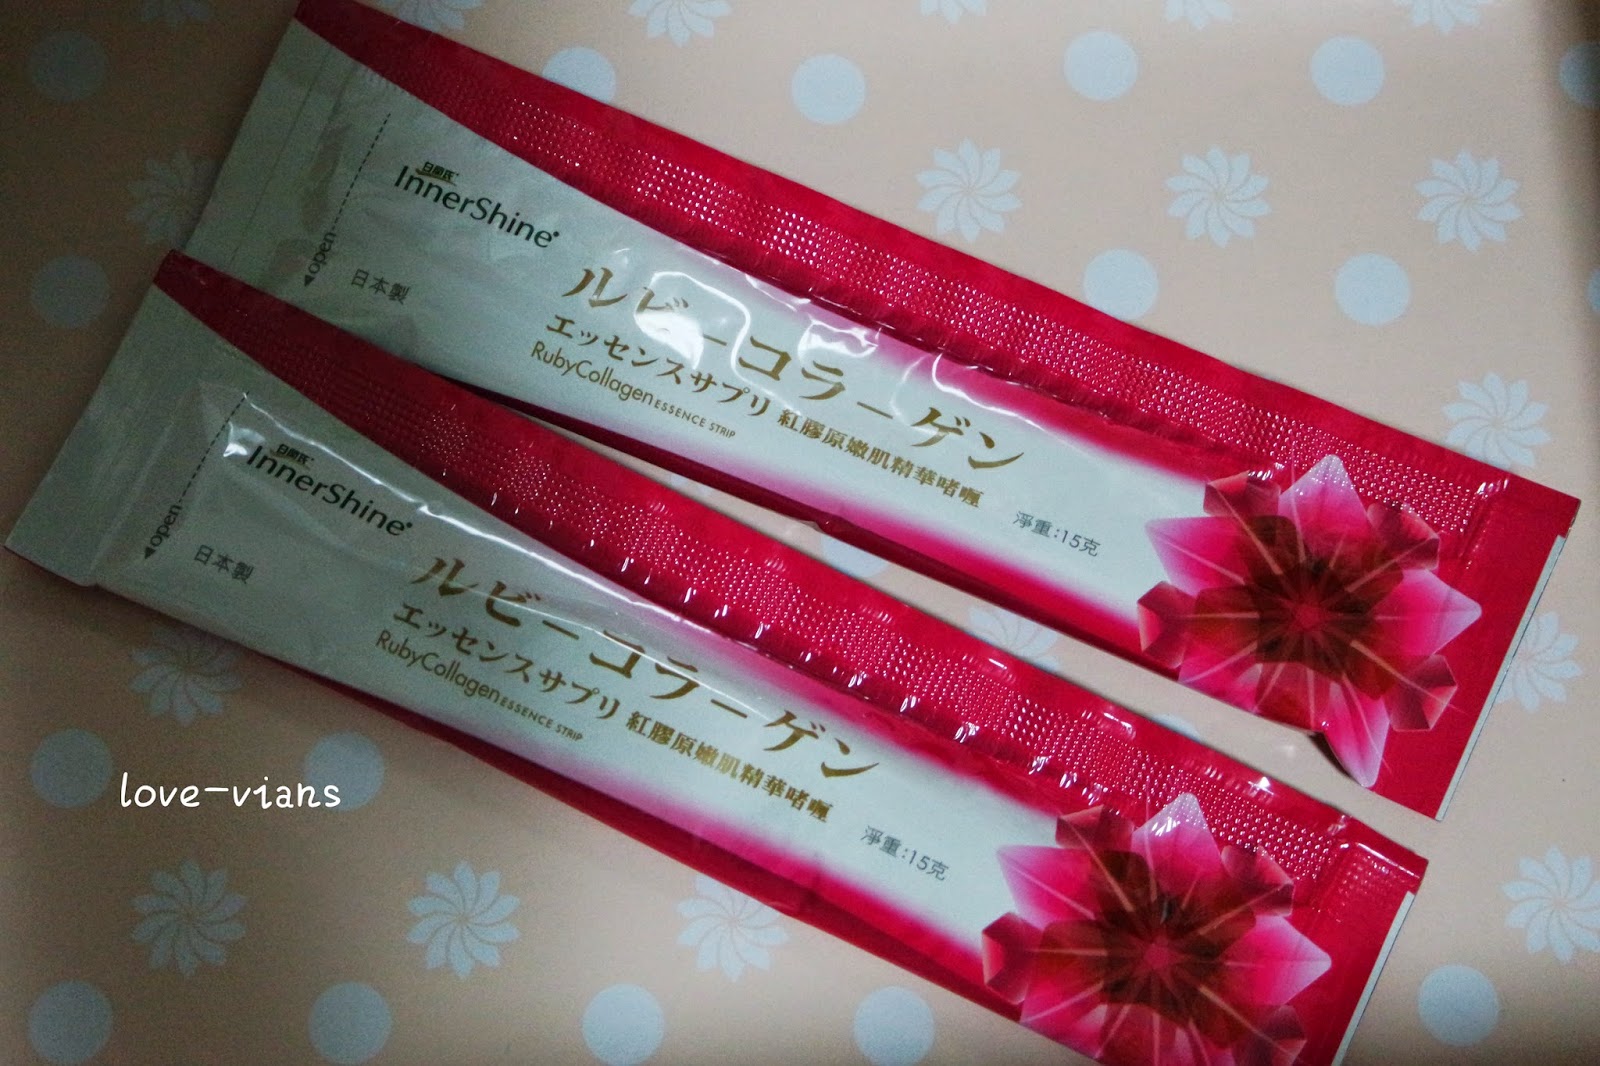 白蘭氏
InnerShine
open
日本製
ルビーコラーゲン
エッセンスサプリ 紅膠原嫩肌精華啫喱
RubyCollagen ESSENCE STRIP
淨重:15克
白蘭氏
InnerShine
open
日本製
ルビーコラーゲン
エッセンスサプリ 紅膠原嫩肌精華啫喱
RubyCollagen ESSENCE STRIP
淨重:15克
love-vians